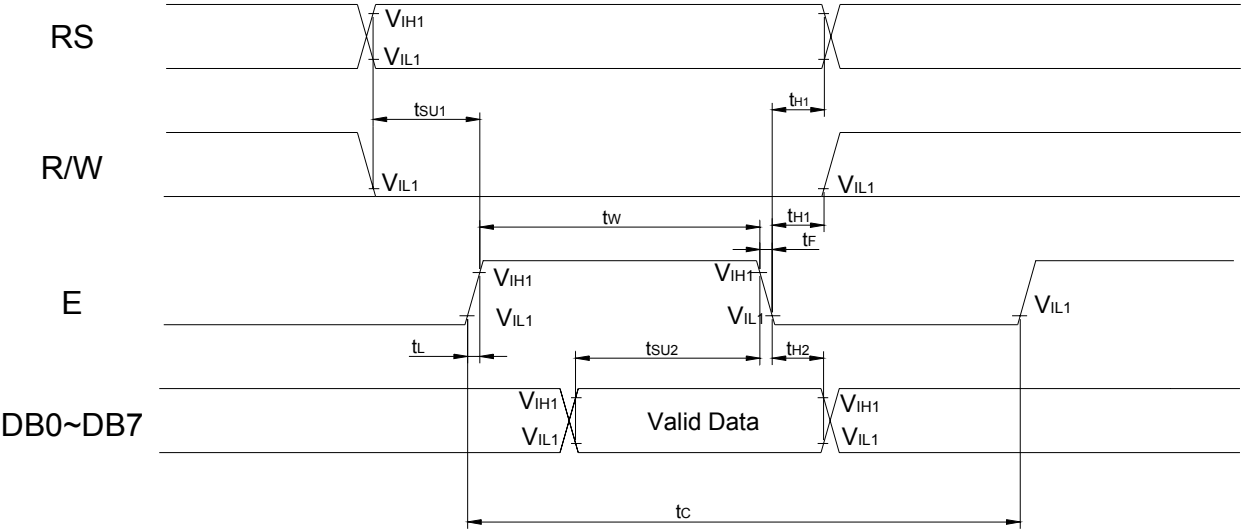 RS
VIH1
VIL1
tSU1
tH1
R/W
VIL1
VIL1
tH1
tW
tF
E
VIH1
VIH1
VIL1
VIL1
VIL1
tL
tSU2
tH2
DB0~DB7
VIH1
VIL1
Valid Data
VIH1
VIL1
tC